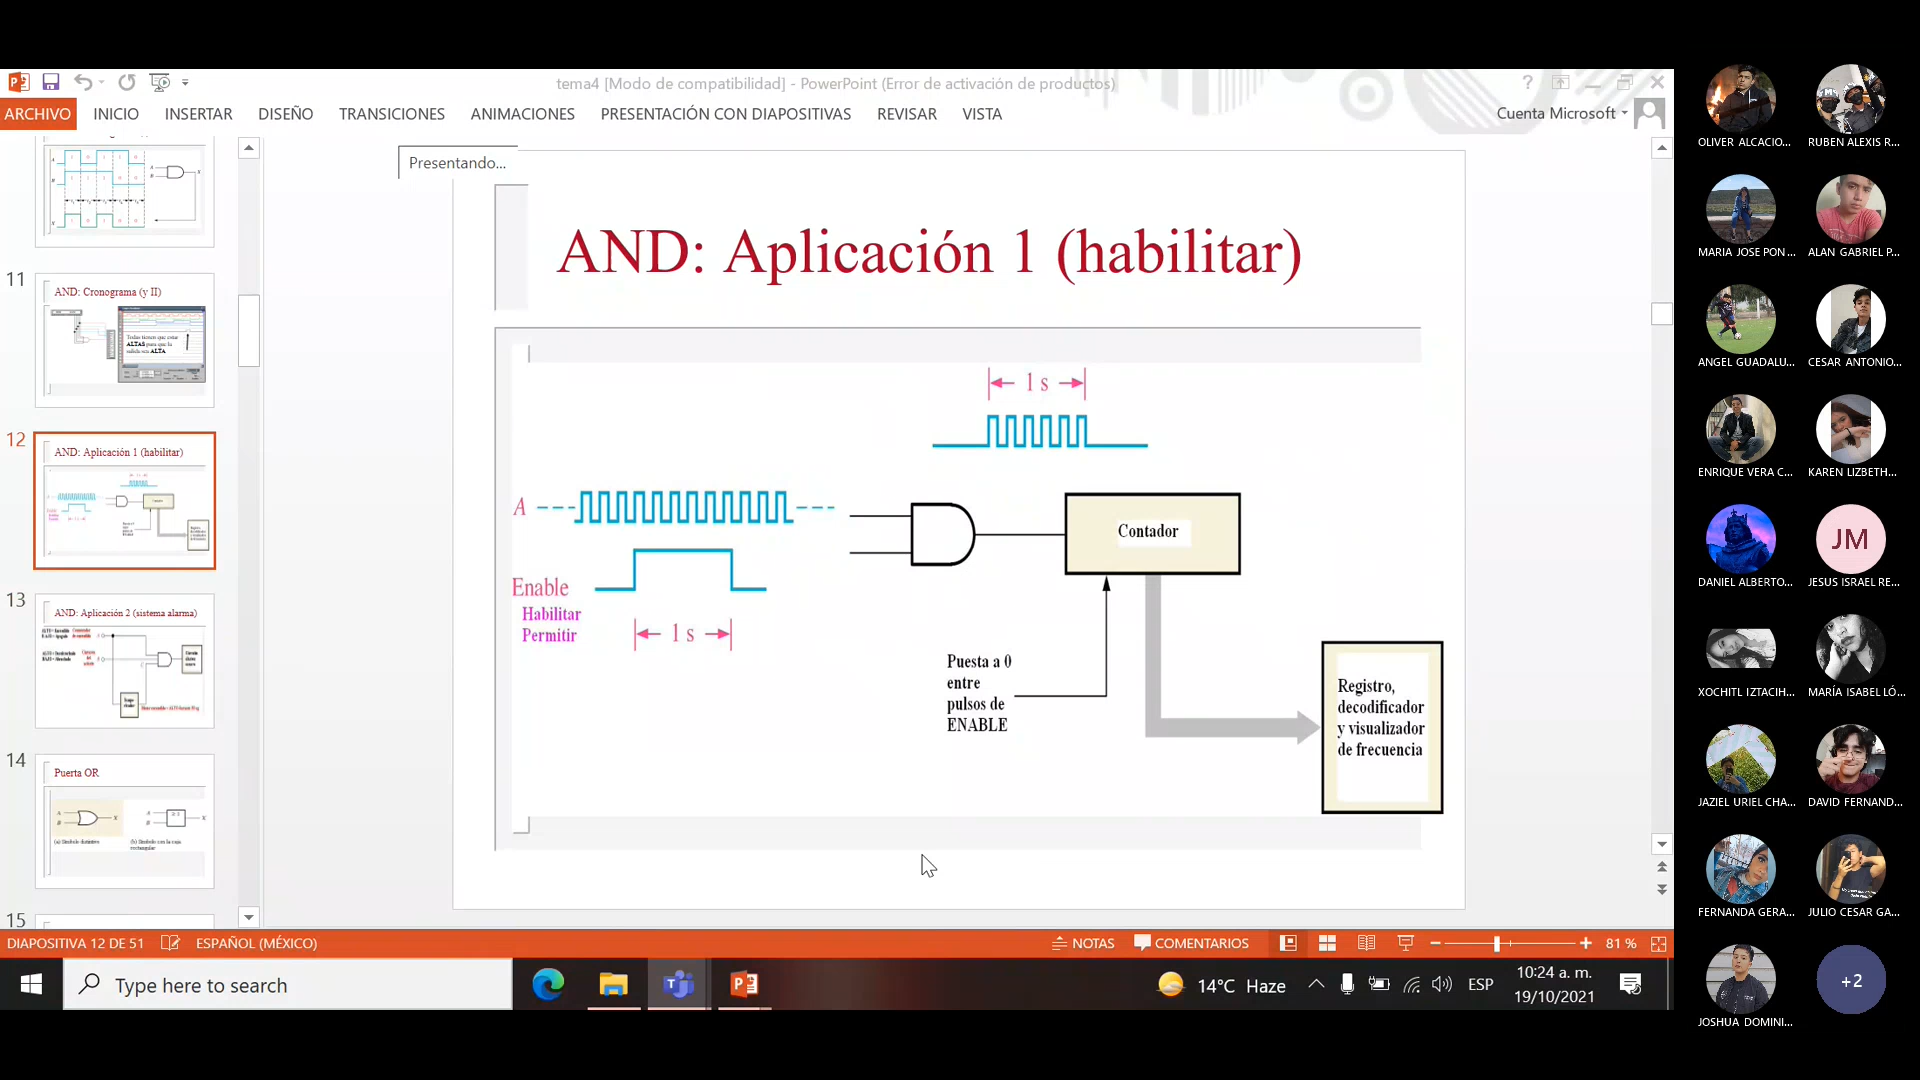 tema4 [Modo de compatibilidad] - PowerPoint (Error de activación de productos)
ARCHIVO INICIO INSERTAR DISEÑO TRANSICIONES ANIMACIONES PRESENTACIÓN CON DIAPOSITIVAS REVISAR VISTA
Cuenta Microsoft
Presentando...
11
AND: Cronograma (y II)
Todas tienen que estar
ALTAS para que la
salida sea ALTA
12
AND: Aplicación 1 (habilitar)
13
AND: Aplicación 2 (sistema alarma)
14
Puerta OR
15
AND: Aplicación 1 (habilitar)
1 s
A
Enable
Habilitar
Permitir
1 s
Contador
Puesta a 0
entre
pulsos de
ENABLE
Registro,
decodificador
y visualizador
de frecuencia
DIAPOSITIVA 12 DE 51 ESPAÑOL (MÉXICO)
NOTAS COMENTARIOS 81 %
Type here to search
14°C Haze
ESP
10:24 a. m.
19/10/2021
OLIVER ALCACIO... RUBEN ALEXIS R...
MARIA JOSE PON... ALAN GABRIEL P...
ANGEL GUADALU... CESAR ANTONIO...
ENRIQUE VERA C... KAREN LIZBETH...
JM
DANIEL ALBERTO... JESUS ISRAEL RE...
XOCHITL IZTACIH... MARÍA ISABEL LÓ...
JAZIEL URIEL CHA... DAVID FERNAND...
FERNANDA GERA... JULIO CESAR GA...
+2
JOSHUA DOMINI...